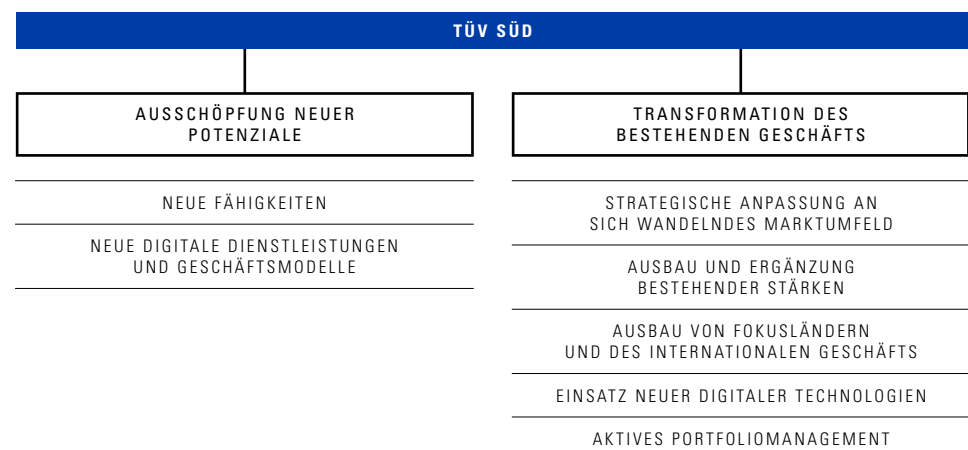 TÜV SÜD
AUSSCHÖPFUNG NEUER
POTENZIALE
NEUE FÄHIGKEITEN
NEUE DIGITALE DIENSTLEISTUNGEN
UND GESCHÄFTSMODELLE
TRANSFORMATION DES
BESTEHENDEN GESCHÄFTS
STRATEGISCHE ANPASSUNG AN
SICH WANDELNDES MARKTUMFELD
AUSBAU UND ERGÄNZUNG
BESTEHENDER STÄRKEN
AUSBAU VON FOKUSLÄNDERN
UND DES INTERNATIONALEN GESCHÄFTS
EINSATZ NEUER DIGITALER TECHNOLOGIEN
AKTIVES PORTFOLIOMANAGEMENT